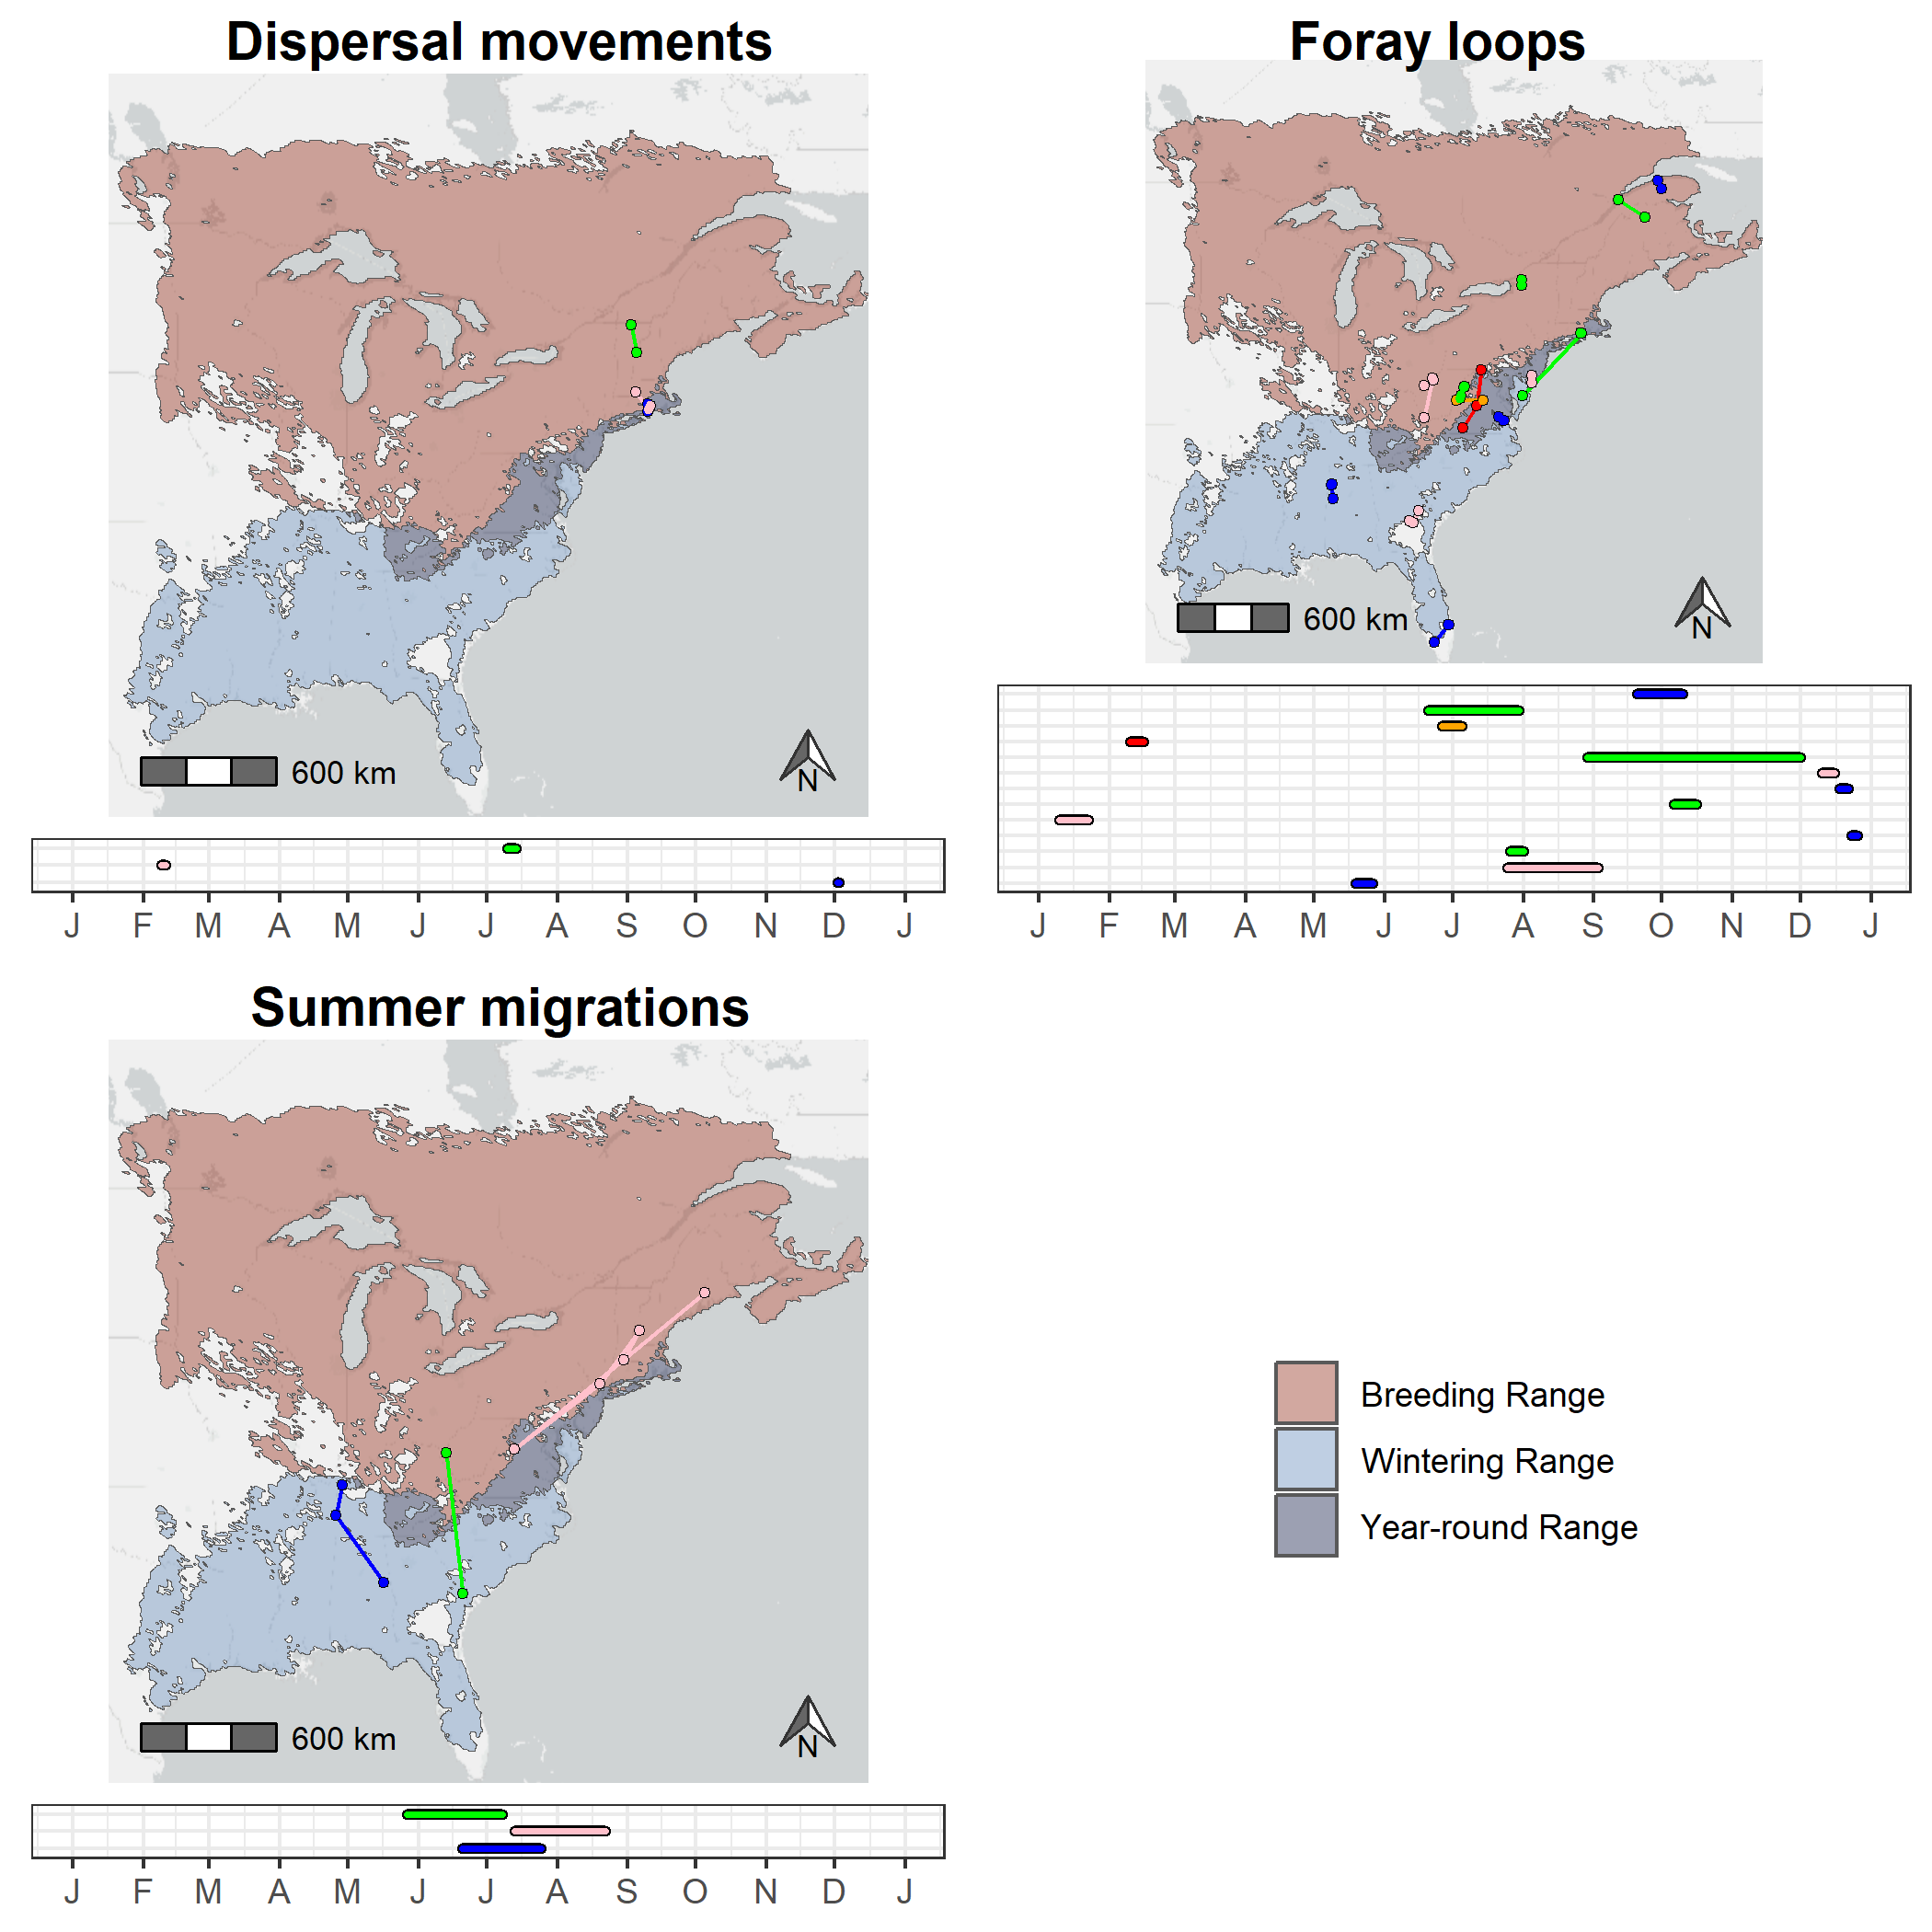 Dispersal movements
600 km
N
J F M A M J J A S O N D J
Foray loops
600 km
N
J F M A M J J A S O N D J
Summer migrations
600 km
N
J F M A M J J A S O N D J
Breeding Range
Wintering Range
Year-round Range